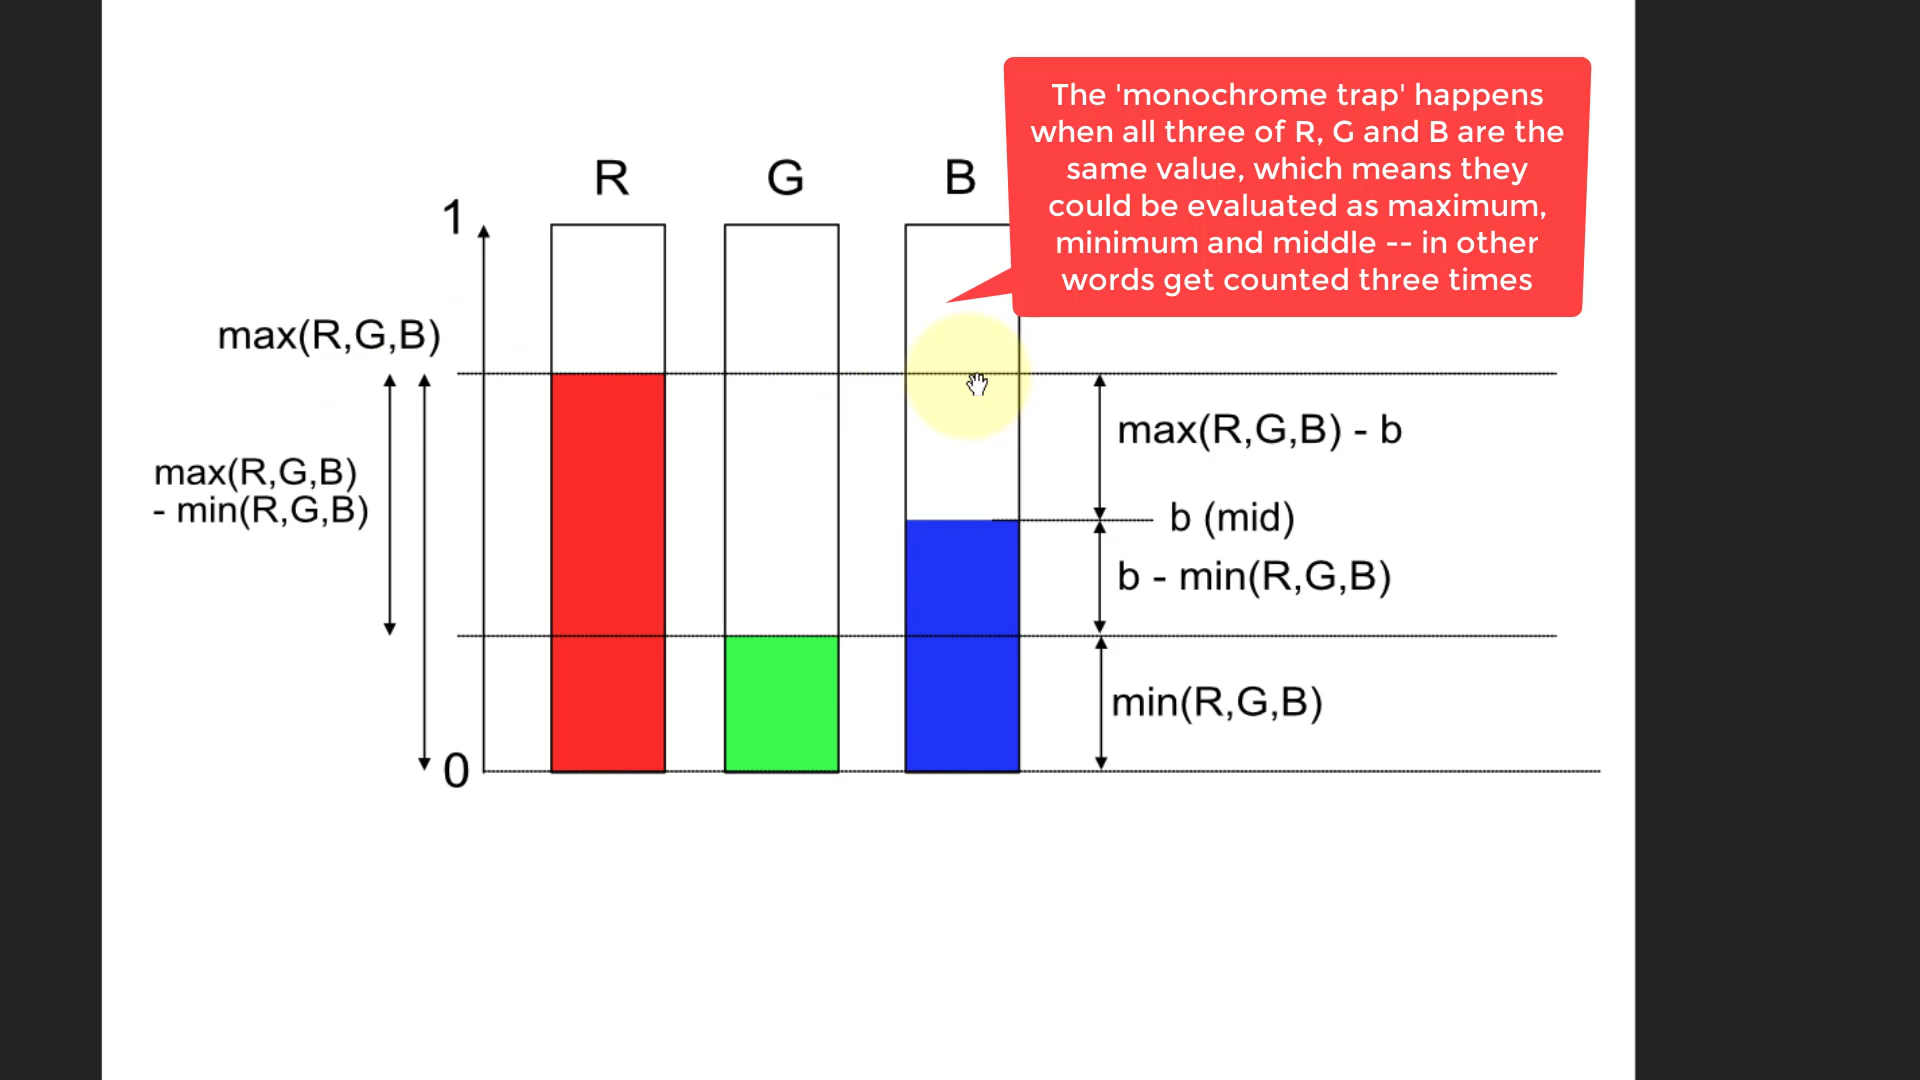 The 'monochrome trap' happens
when all three of R, G and B are the
same value, which means they
could be evaluated as maximum,
minimum and middle -- in other
words get counted three times
R G B
1
max(R,G,B)
max(R,G,B) - b
max(R,G,B)
- min(R,G,B)
b (mid)
b - min(R,G,B)
min(R,G,B)
0